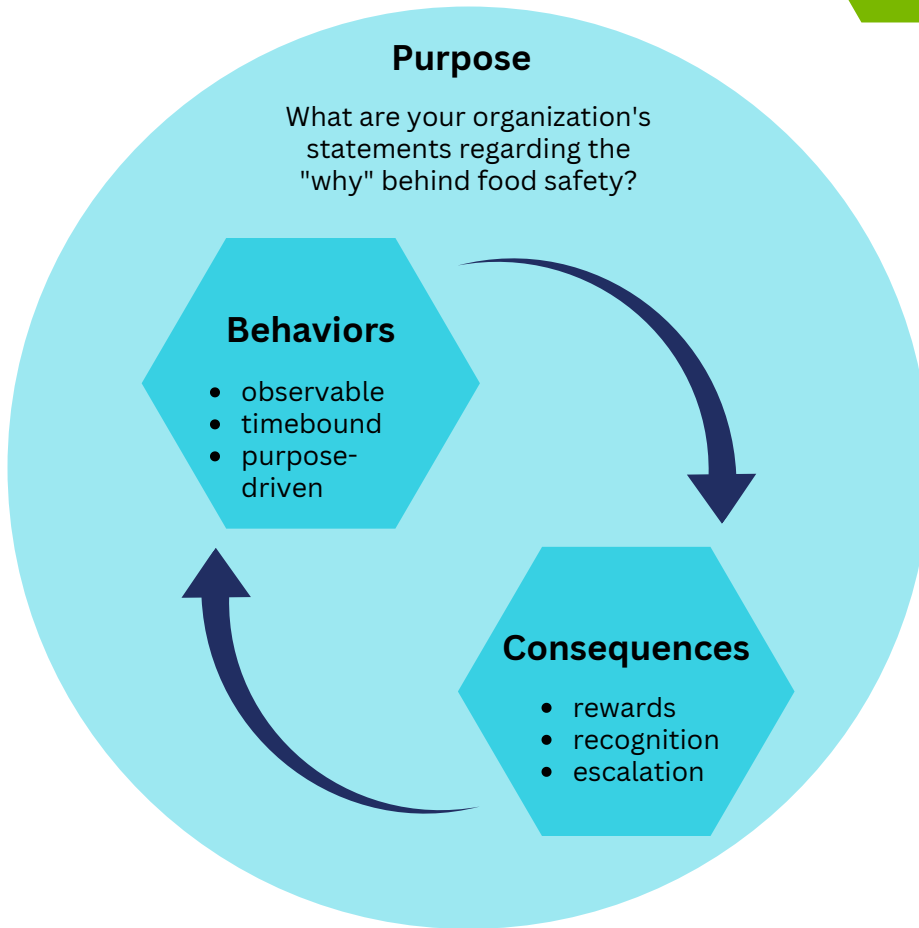 Purpose
What are your organization's
statements regarding the
"why" behind food safety?
Behaviors
• observable
• timebound
• purpose-
driven
Consequences
• rewards
• recognition
• escalation